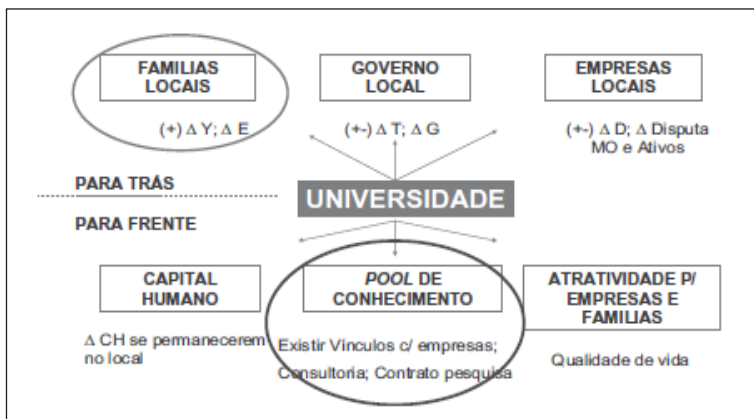 FAMILIAS
LOCAIS
GOVERNO
LOCAL
EMPRESAS
LOCAIS
(+) Δ Y; Δ E
(+-) Δ T; Δ G
(+-) Δ D; Δ Disputa
MO e Ativos
PARA TRÁS
UNIVERSIDADE
PARA FRENTE
CAPITAL
HUMANO
POOL DE
CONHECIMENTO
ATRATIVIDADE P/
EMPRESAS E
FAMILIAS
Δ CH se permanecerem
no local
Existir Vínculos c/ empresas;
Consultoria; Contrato pesquisa
Qualidade de vida